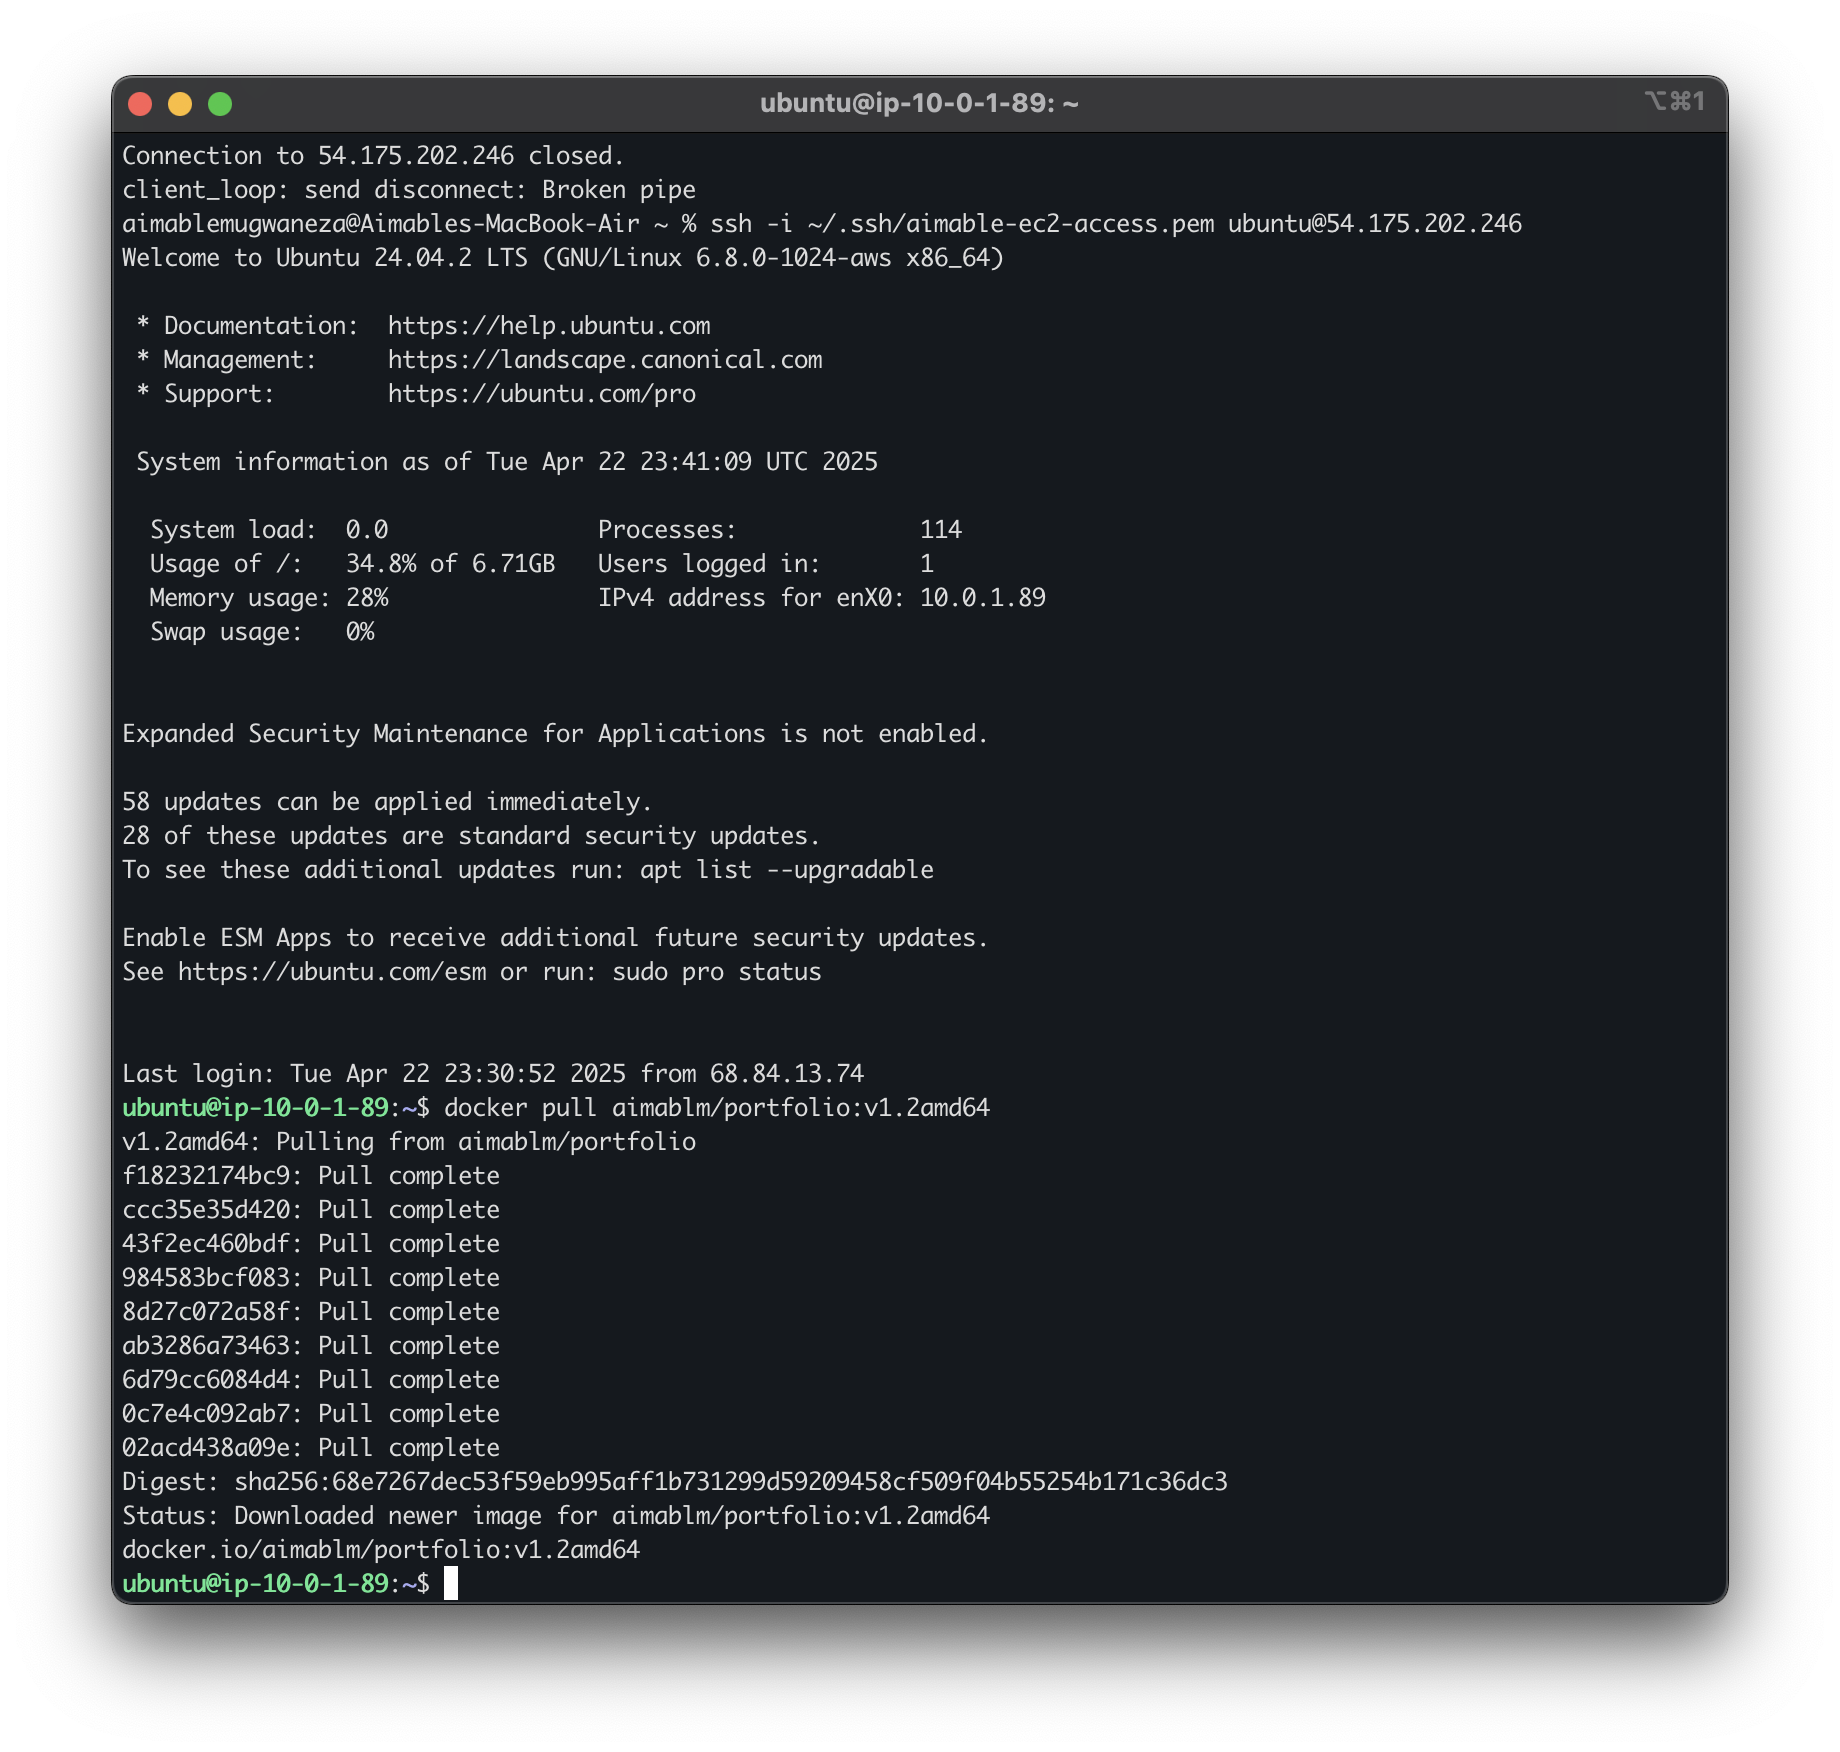 ubuntu@ip-10-0-1-89: ~
⌥⌘1
Connection to 54.175.202.246 closed.
client_loop: send disconnect: Broken pipe
aimablemugwaneza@Aimables-MacBook-Air ~ % ssh -i ~/.ssh/aimable-ec2-access.pem ubuntu@54.175.202.246
Welcome to Ubuntu 24.04.2 LTS (GNU/Linux 6.8.0-1024-aws x86_64)
* Documentation:  https://help.ubuntu.com
* Management:     https://landscape.canonical.com
* Support:        https://ubuntu.com/pro
System information as of Tue Apr 22 23:41:09 UTC 2025
System load:  0.0               Processes:             114
Usage of /:   34.8% of 6.71GB   Users logged in:       1
Memory usage: 28%               IPv4 address for enX0: 10.0.1.89
Swap usage:   0%
Expanded Security Maintenance for Applications is not enabled.
58 updates can be applied immediately.
28 of these updates are standard security updates.
To see these additional updates run: apt list --upgradable
Enable ESM Apps to receive additional future security updates.
See https://ubuntu.com/esm or run: sudo pro status
Last login: Tue Apr 22 23:30:52 2025 from 68.84.13.74
ubuntu@ip-10-0-1-89:~$ docker pull aimablm/portfolio:v1.2amd64
v1.2amd64: Pulling from aimablm/portfolio
f18232174bc9: Pull complete
ccc35e35d420: Pull complete
43f2ec460bdf: Pull complete
984583bcf083: Pull complete
8d27c072a58f: Pull complete
ab3286a73463: Pull complete
6d79cc6084d4: Pull complete
0c7e4c092ab7: Pull complete
02acd438a09e: Pull complete
Digest: sha256:68e7267dec53f59eb995aff1b731299d59209458cf509f04b55254b171c36dc3
Status: Downloaded newer image for aimablm/portfolio:v1.2amd64
docker.io/aimablm/portfolio:v1.2amd64
ubuntu@ip-10-0-1-89:~$